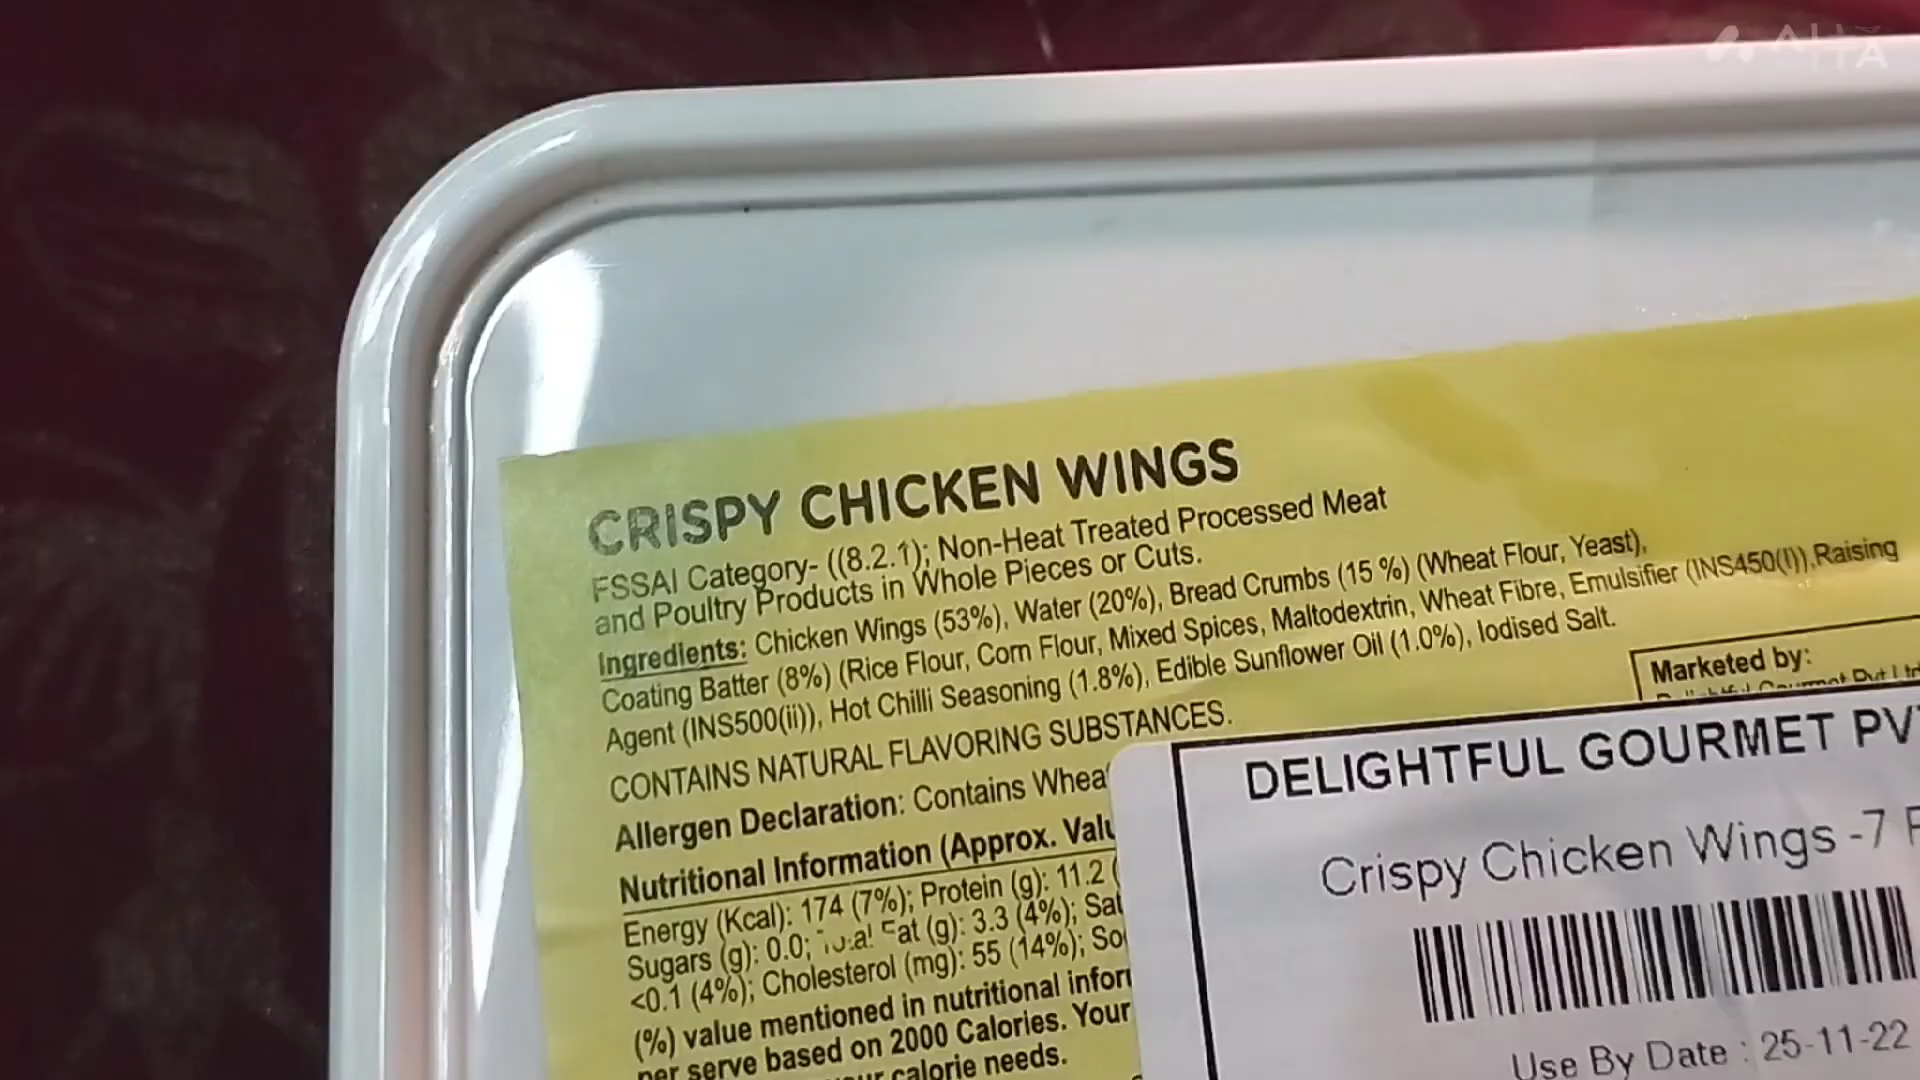 CRISPY CHICKEN WINGS
FSSAI Category- ((8.2.1); Non-Heat Treated Processed Meat
and Poultry Products in Whole Pieces or Cuts.
Ingredients: Chicken Wings (53%), Water (20%), Bread Crumbs (15 %) (Wheat Flour, Yeast),
Coating Batter (8%) (Rice Flour, Corn Flour, Mixed Spices, Maltodextrin, Wheat Fibre, Emulsifier (INS450(I)),Raising
Agent (INS500(ii)), Hot Chilli Seasoning (1.8%), Edible Sunflower Oil (1.0%), Iodised Salt.
CONTAINS NATURAL FLAVORING SUBSTANCES.
Allergen Declaration: Contains Whea
Nutritional Information (Approx. Valu
Energy (Kcal): 174 (7%); Protein (g): 11.2 (
Sugars (g): 0.0; Total Fat (g): 3.3 (4%); Sat
<0.1 (4%); Cholesterol (mg): 55 (14%); So
(%) value mentioned in nutritional inform
per serve based on 2000 Calories. Your
calorie needs.
Marketed by:
DELIGHTFUL GOURMET PV
Crispy Chicken Wings -7
Use By Date : 25-11-22